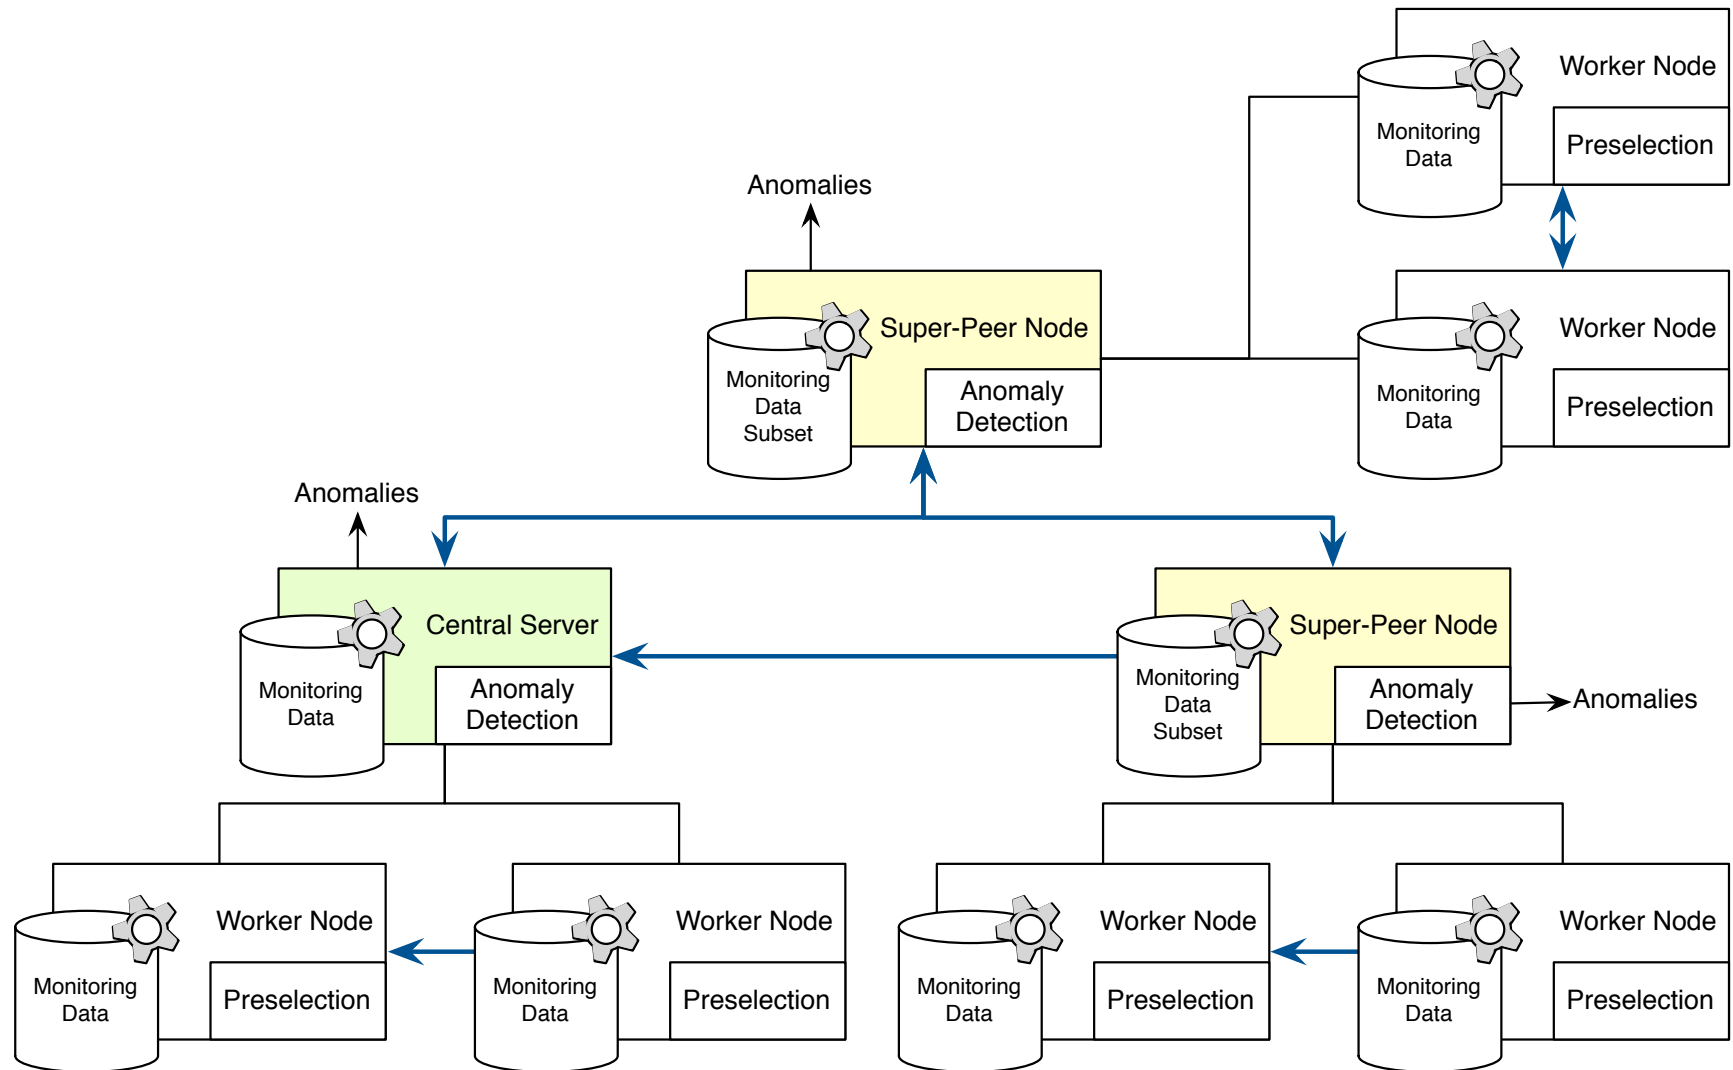 Worker Node
Monitoring
Data
Preselection
Anomalies
Super-Peer Node
Monitoring
Data
Subset
Anomaly
Detection
Worker Node
Monitoring
Data
Preselection
Anomalies
Central Server
Monitoring
Data
Anomaly
Detection
Super-Peer Node
Monitoring
Data
Subset
Anomaly
Detection
Anomalies
Worker Node
Monitoring
Data
Preselection
Worker Node
Monitoring
Data
Preselection
Worker Node
Monitoring
Data
Preselection
Worker Node
Monitoring
Data
Preselection